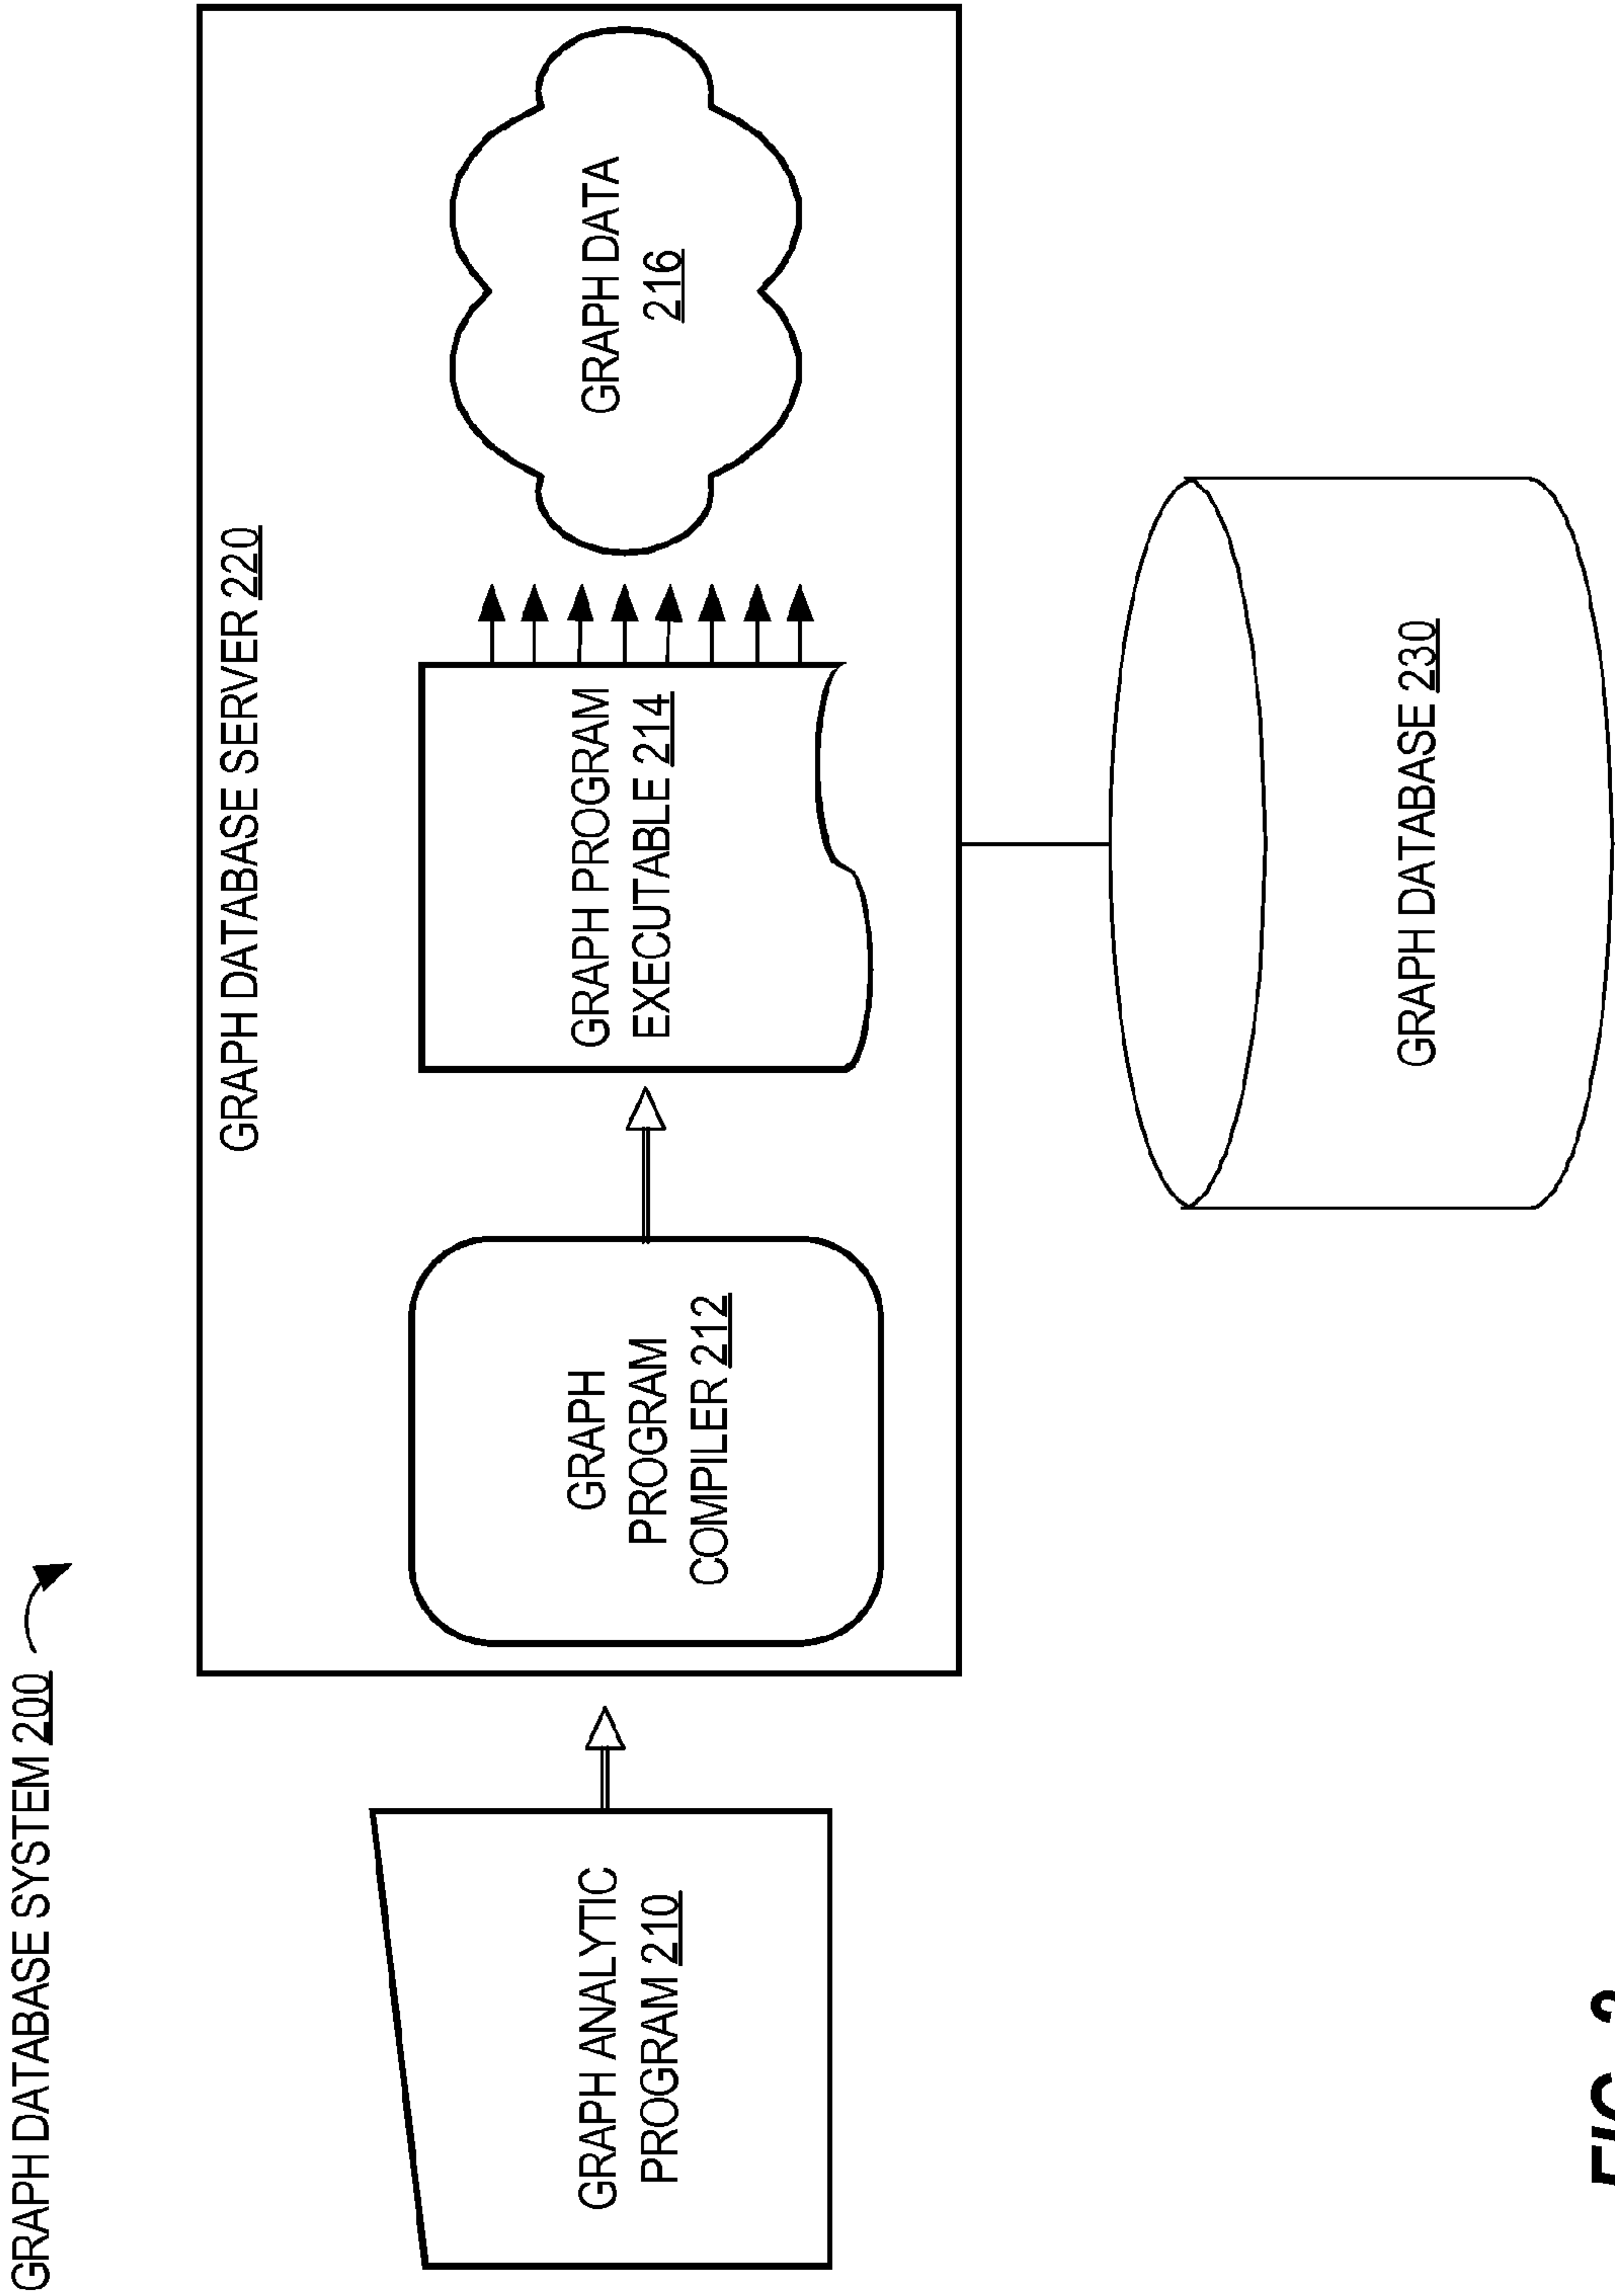 GRAPH DATABASE SYSTEM 200
GRAPH DATABASE SERVER 220
GRAPH ANALYTIC
PROGRAM 210
GRAPH
PROGRAM
COMPILER 212
GRAPH PROGRAM
EXECUTABLE 214
GRAPH DATA
216
GRAPH DATABASE 230